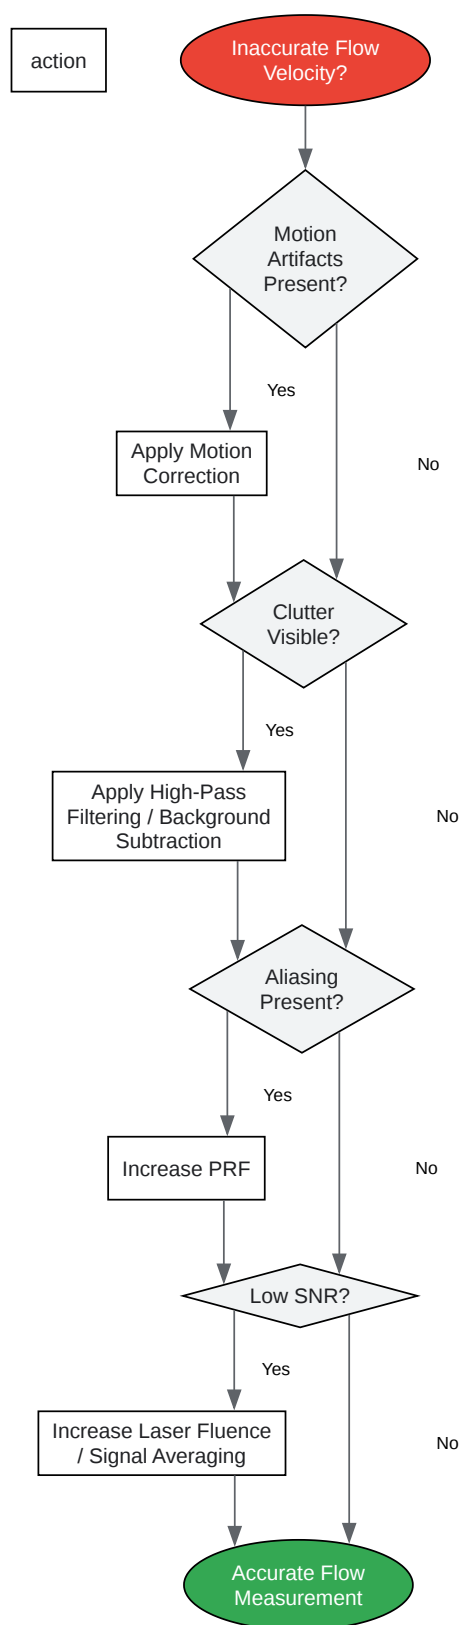 action
Inaccurate Flow
Velocity?
Motion
Artifacts
Present?
Yes
Apply Motion
Correction
No
Clutter
Visible?
Yes
Apply High-Pass
Filtering / Background
Subtraction
No
Aliasing
Present?
Yes
Increase PRF
No
Low SNR?
Yes
Increase Laser Fluence
/ Signal Averaging
No
Accurate Flow
Measurement